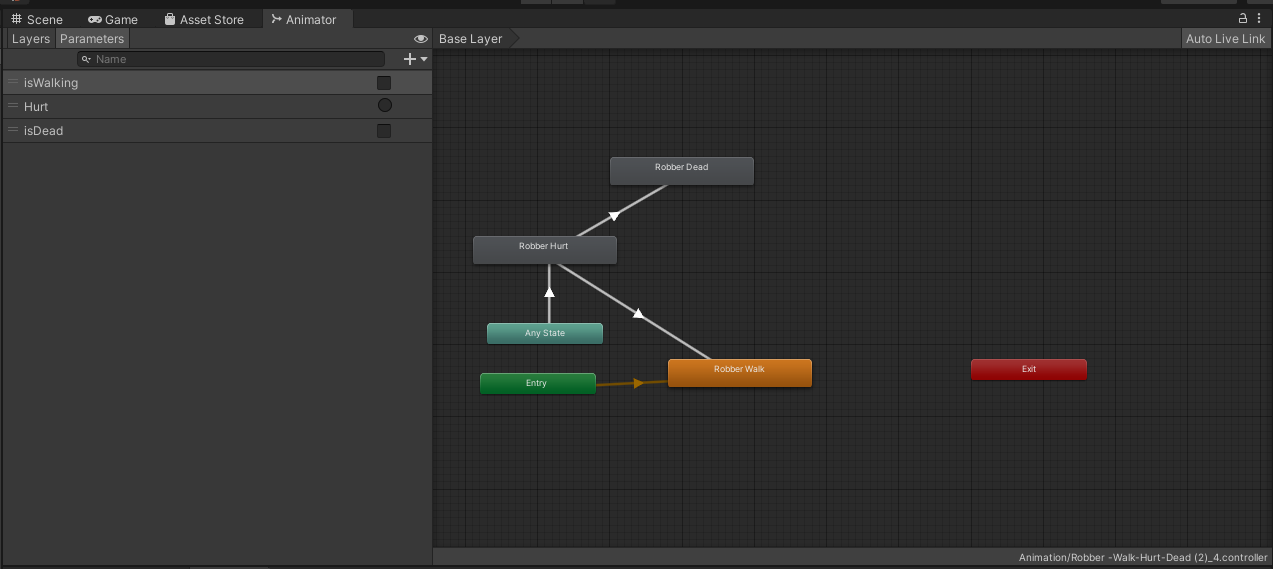 Scene Game Asset Store Animator
Layers Parameters Base Layer Auto Live Link
Name
isWalking
Hurt
isDead
Robber Dead
Robber Hurt
Any State
Robber Walk Exit
Entry
Animation/Robber -Walk-Hurt-Dead (2)_4.controller